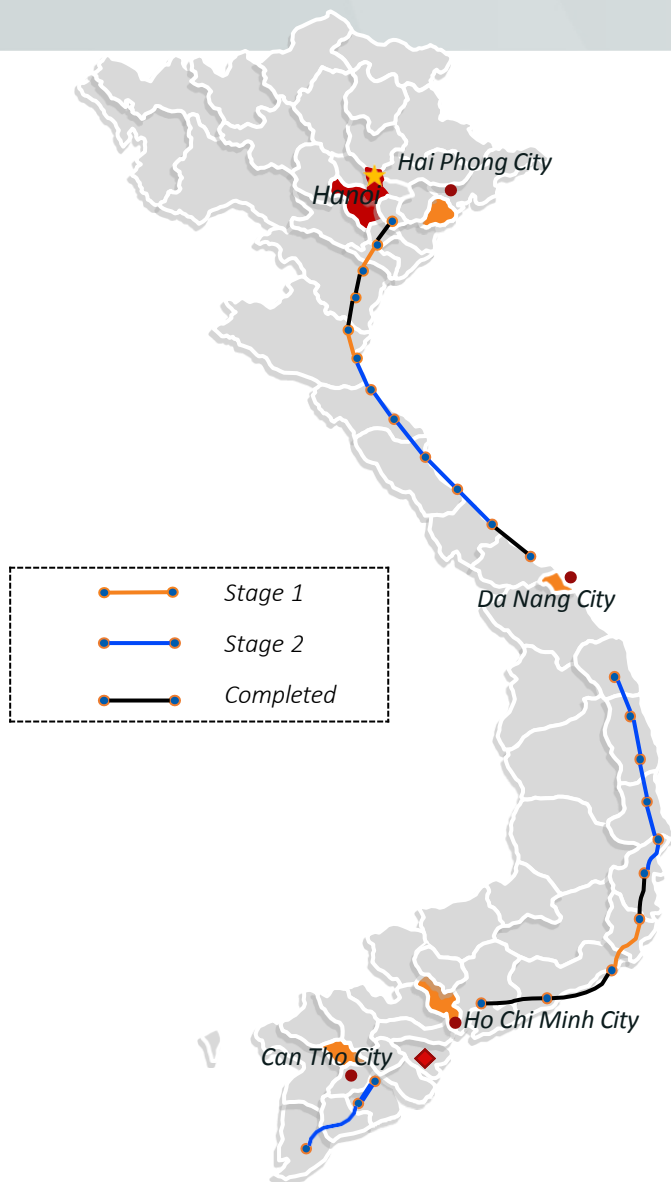 Hai Phong City
Hanoi
Stage 1
Da Nang City
Stage 2
Completed
Ho Chi Minh City
Can Tho City